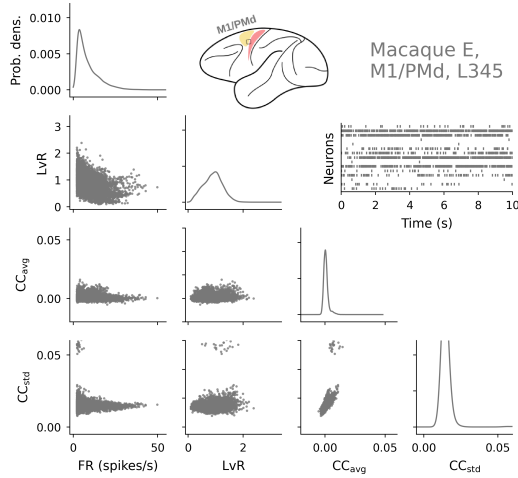 0.010
0.005
0.000
Prob. dens.
M1/PMd
Macaque E,
M1/PMd, L345
3
2
1
0
LvR
Neurons
0 2 4 6 8 10
Time (s)
0.05
0.00
CCavg
0.05
0.00
CCstd
0 50
FR (spikes/s)
0 2
LvR
0.00 0.05
CCavg
0.00 0.05
CCstd